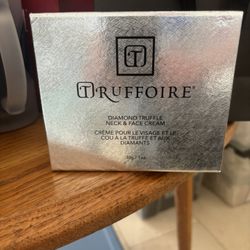 T
TRUFFOIRE
DIAMOND TRUFFLE
NECK & FACE CREAM
CRÈME POUR LE VISAGE ET LE
COU À LA TRUFFE ET AUX
DIAMANTS